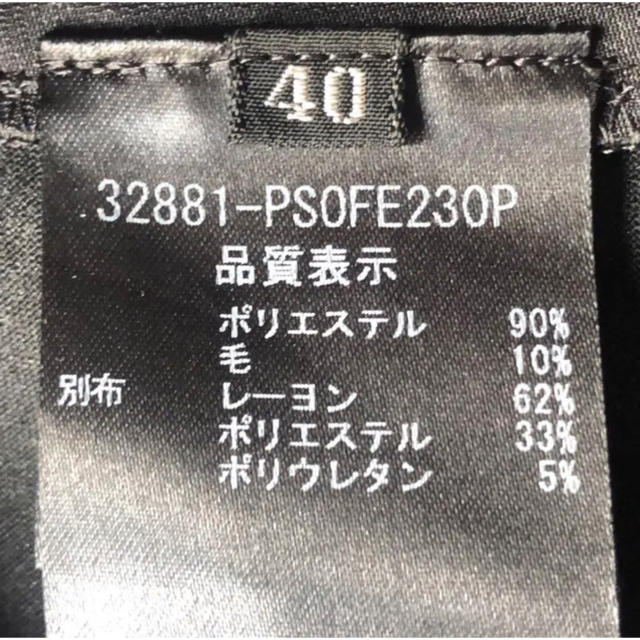 40
32881-PS0FE230P
品質表示
ポリエステル 90%
毛 10%
別布 レーヨン 62%
ポリエステル 33%
ポリウレタン 5%